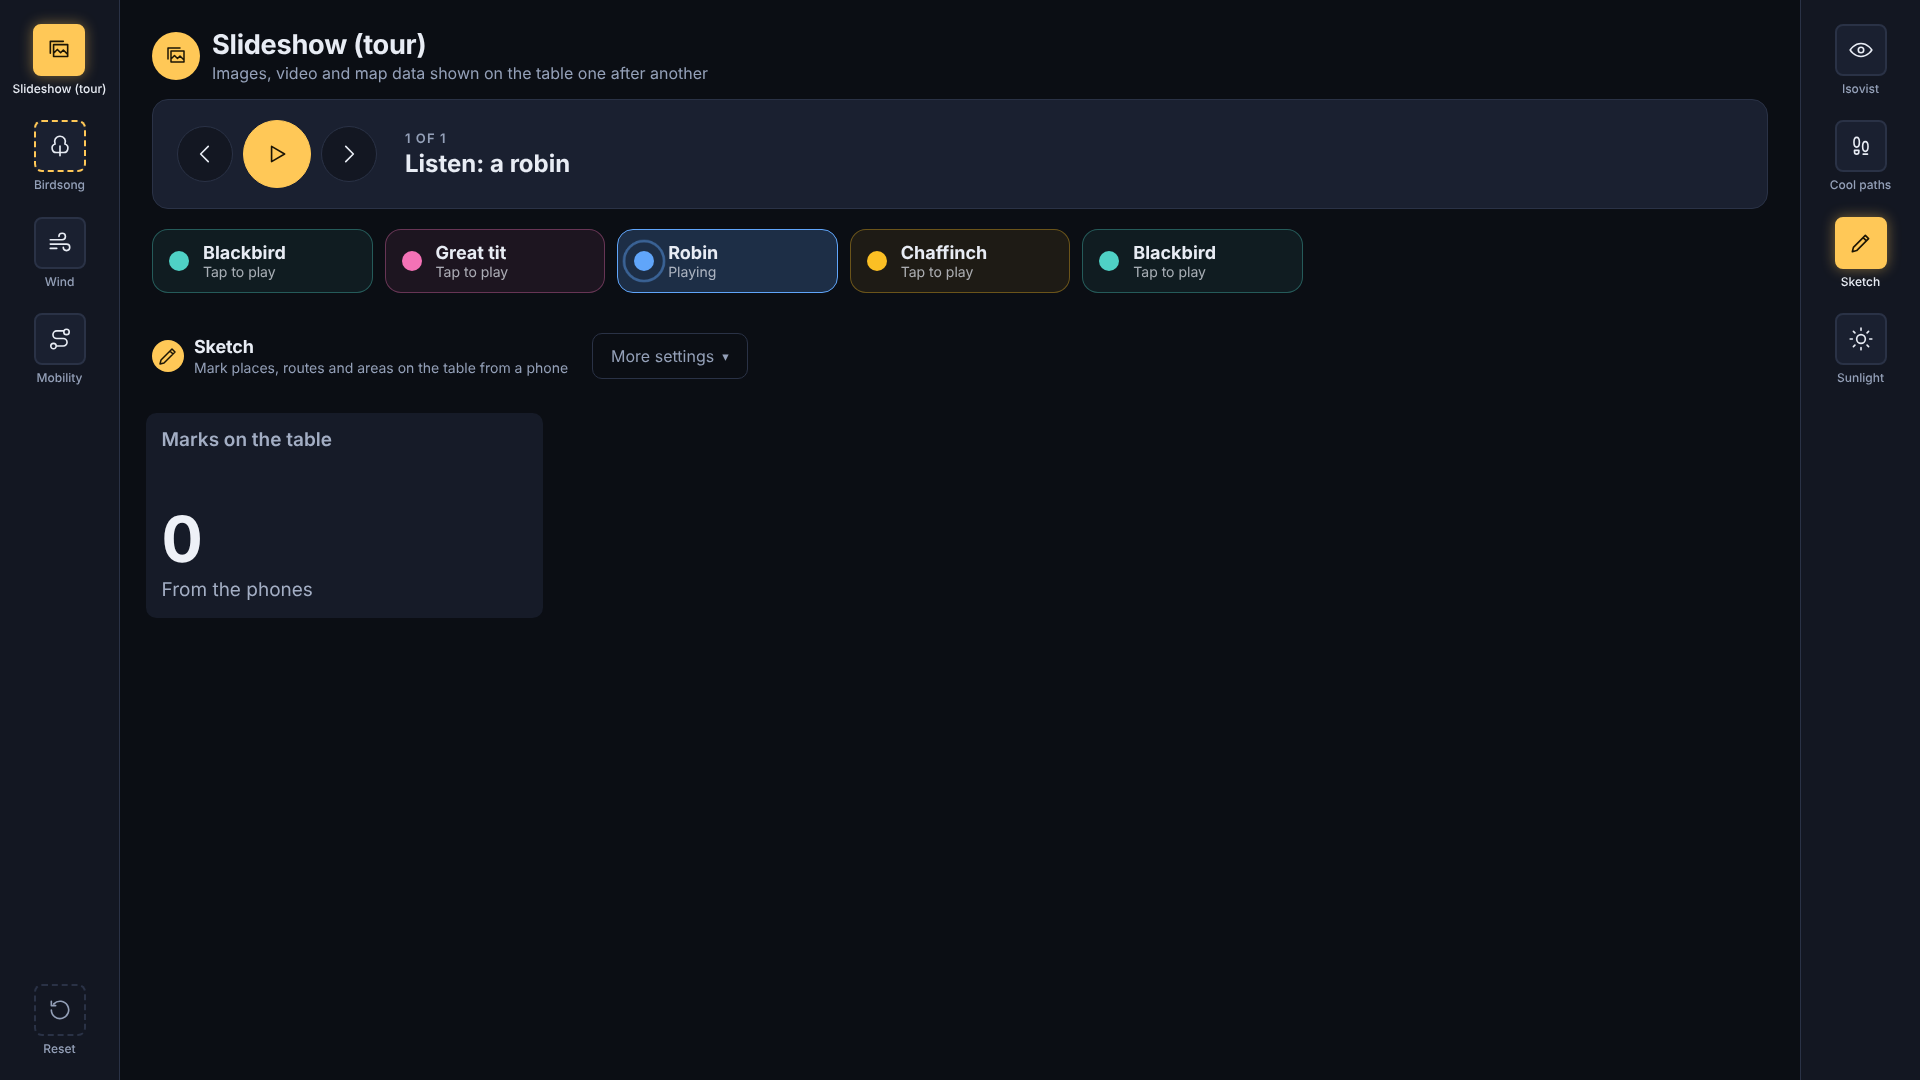 Slideshow (tour)
Birdsong
Wind
Mobility
Reset
Slideshow (tour)
Images, video and map data shown on the table one after another
1 OF 1
Listen: a robin
Blackbird
Tap to play
Great tit
Tap to play
Robin
Playing
Chaffinch
Tap to play
Blackbird
Tap to play
Sketch
Mark places, routes and areas on the table from a phone
More settings ▾
Marks on the table
0
From the phones
Isovist
Cool paths
Sketch
Sunlight